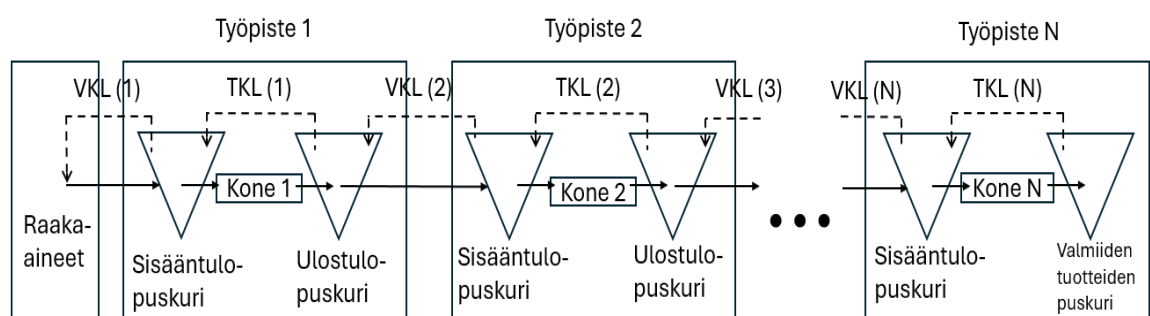 Työpiste 1
Työpiste 2
Työpiste N
VKL (1)
TKL (1)
VKL (2)
TKL (2)
VKL (3)
VKL (N)
TKL (N)
Kone 1
Kone 2
Kone N
Raaka-
aineet
Sisääntulo-
puskuri
Ulostulo-
puskuri
Sisääntulo-
puskuri
Ulostulo-
puskuri
Sisääntulo-
puskuri
Valmiiden
tuotteiden
puskuri